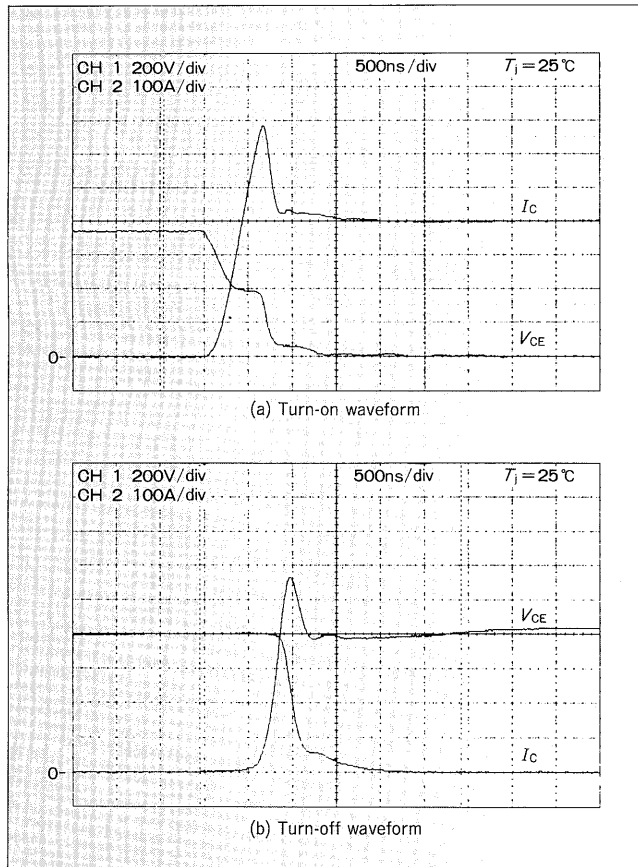 CH 1 200V/div 500ns/div Tj=25℃
CH 2 100A/div
IC
VCE
0
(a) Turn-on waveform
CH 1 200V/div 500ns/div Tj=25℃
CH 2 100A/div
VCE
IC
0
(b) Turn-off waveform